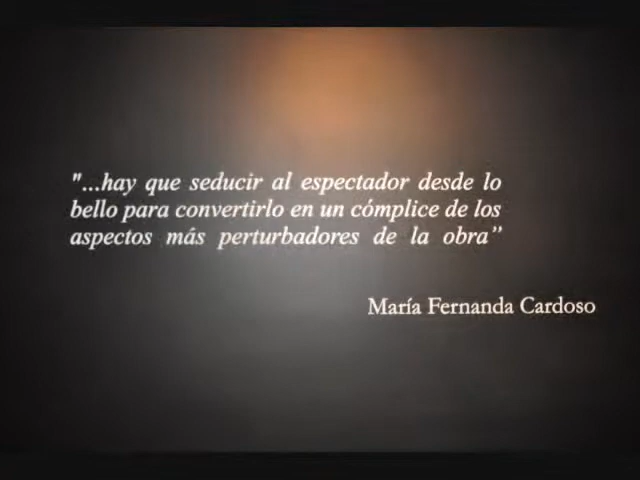 "...hay que seducir al espectador desde lo
bello para convertirlo en un cómplice de los
aspectos más perturbadores de la obra”
María Fernanda Cardoso